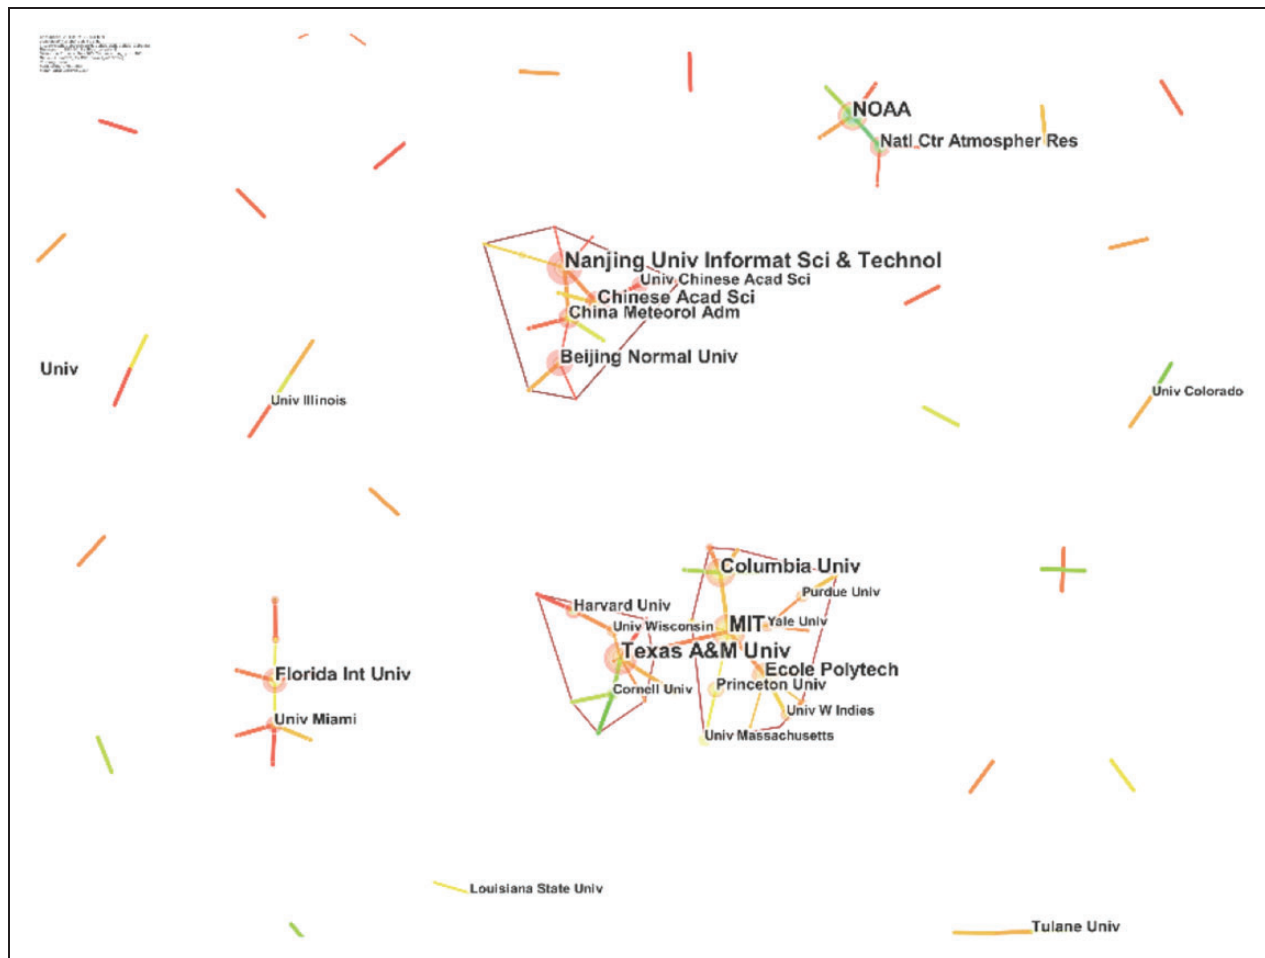 NOAA
Natl Ctr Atmospher Res
Nanjing Univ Informat Sci & Technol
Univ Chinese Acad Sci
Chinese Acad Sci
China Meteorol Adm
Beijing Normal Univ
Univ
Univ Illinois
Univ Colorado
Columbia Univ
Purdue Univ
Harvard Univ
Univ Wisconsin
MIT
Yale Univ
Texas A&M Univ
Ecole Polytech
Princeton Univ
Cornell Univ
Univ W Indies
Univ Massachusetts
Florida Int Univ
Univ Miami
Louisiana State Univ
Tulane Univ